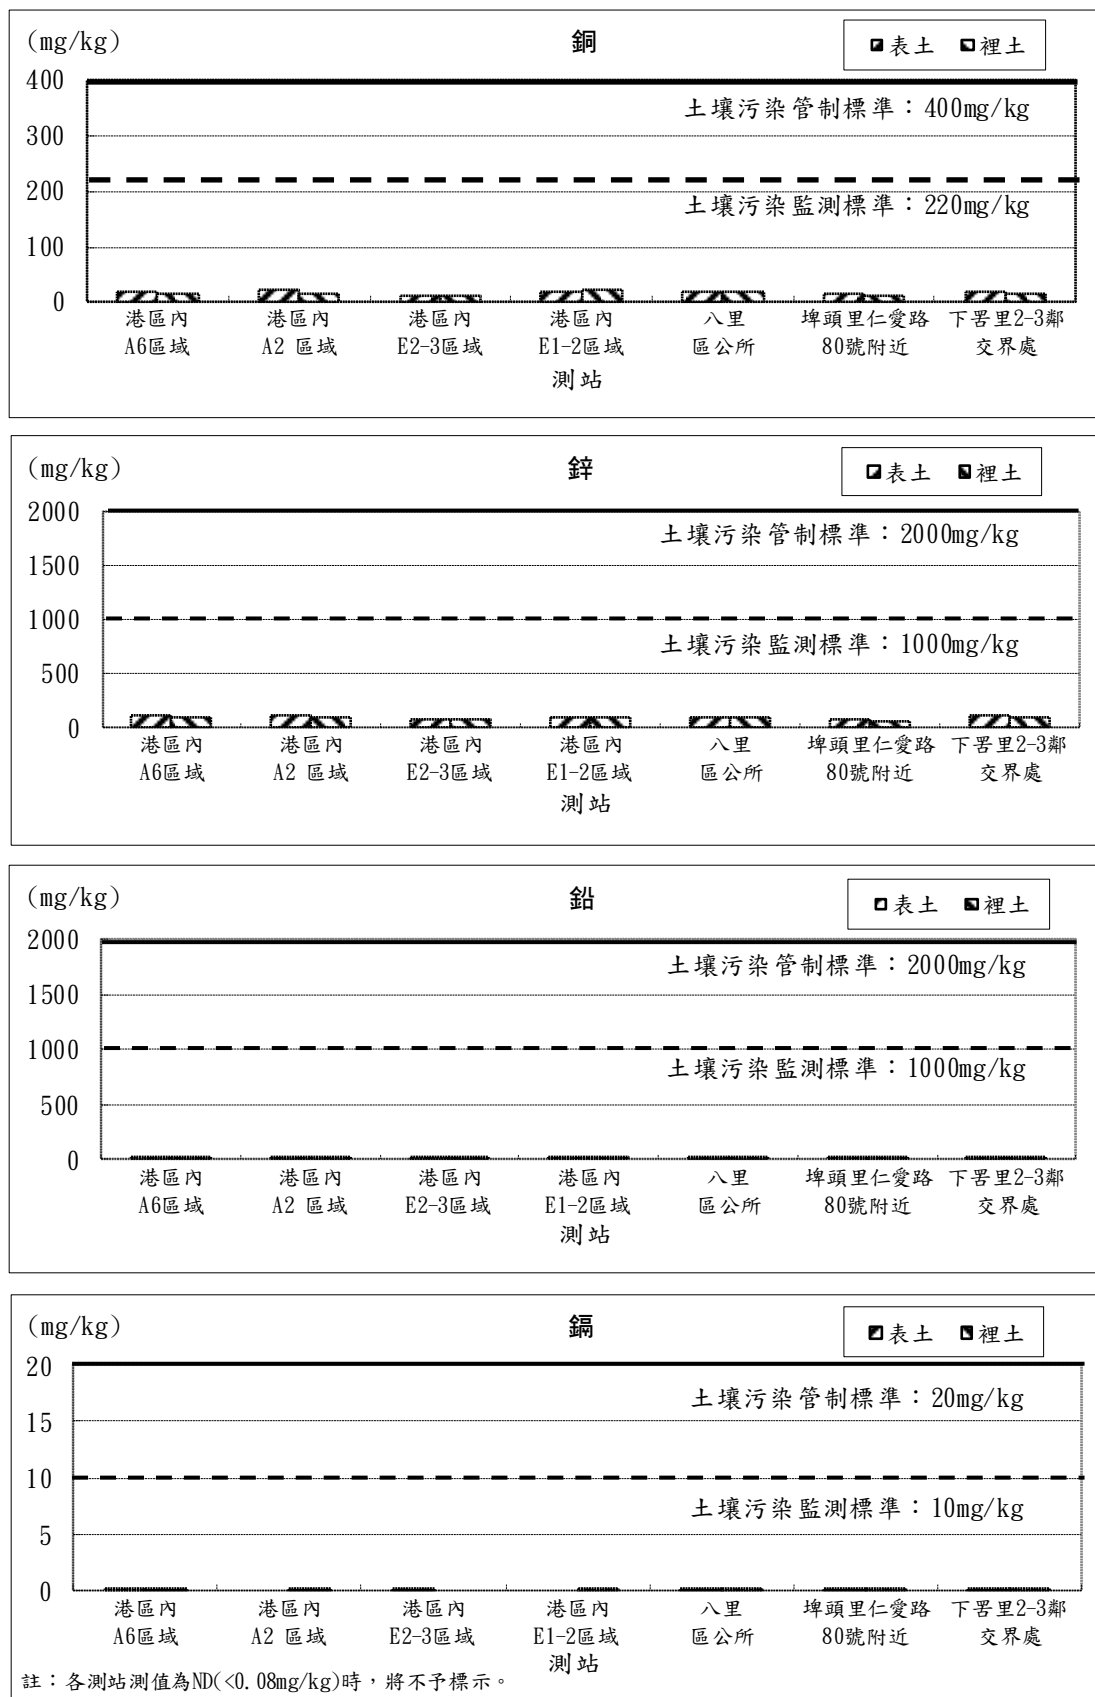 (mg/kg)
銅
表土 裡土
400
土壤污染管制標準：400mg/kg
300
200
土壤污染監測標準：220mg/kg
100
0
港區內 港區內 港區內 港區內 八里 埤頭里仁愛路 下罟里2-3鄰
A6區域 A2 區域 E2-3區域 E1-2區域 區公所 80號附近 交界處
測站
(mg/kg)
鋅
表土 裡土
2000
土壤污染管制標準：2000mg/kg
1500
1000
土壤污染監測標準：1000mg/kg
500
0
港區內 港區內 港區內 港區內 八里 埤頭里仁愛路 下罟里2-3鄰
A6區域 A2 區域 E2-3區域 E1-2區域 區公所 80號附近 交界處
測站
(mg/kg)
鉛
表土 裡土
2000
土壤污染管制標準：2000mg/kg
1500
1000
土壤污染監測標準：1000mg/kg
500
0
港區內 港區內 港區內 港區內 八里 埤頭里仁愛路 下罟里2-3鄰
A6區域 A2 區域 E2-3區域 E1-2區域 區公所 80號附近 交界處
測站
(mg/kg)
鎘
表土 裡土
20
土壤污染管制標準：20mg/kg
15
10
土壤污染監測標準：10mg/kg
5
0
港區內 港區內 港區內 港區內 八里 埤頭里仁愛路 下罟里2-3鄰
A6區域 A2 區域 E2-3區域 E1-2區域 區公所 80號附近 交界處
測站
註：各測站測值為ND(<0.08mg/kg)時，將不予標示。